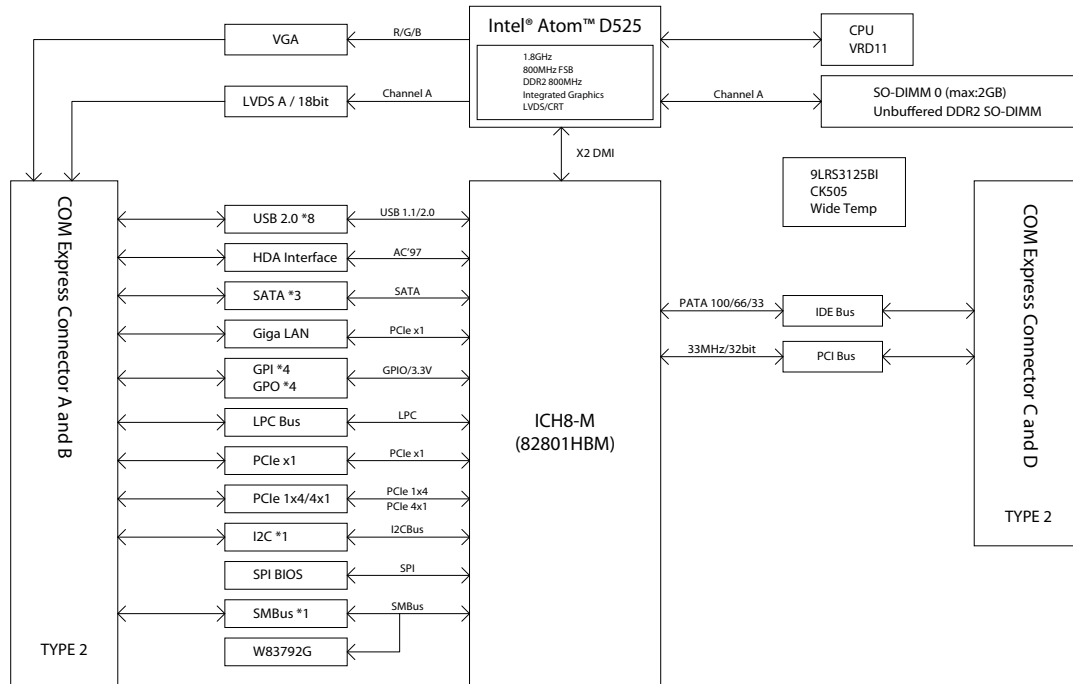 Intel® Atom™ D525
1.8GHz
800MHz FSB
DDR2 800MHz
Integrated Graphics
LVDS/CRT
VGA
R/G/B
LVDS A / 18bit
Channel A
CPU
VRD11
Channel A
SO-DIMM 0 (max:2GB)
Unbuffered DDR2 SO-DIMM
X2 DMI
9LRS3125BI
CK505
Wide Temp
COM Express Connector A and B
TYPE 2
USB 2.0 *8
USB 1.1/2.0
HDA Interface
AC'97
SATA *3
SATA
Giga LAN
PCIe x1
GPI *4
GPO *4
GPIO/3.3V
LPC Bus
LPC
PCIe x1
PCIe x1
PCIe 1x4/4x1
PCIe 1x4
PCIe 4x1
I2C *1
I2CBus
SPI BIOS
SPI
SMBus *1
SMBus
W83792G
ICH8-M
(82801HBM)
PATA 100/66/33
IDE Bus
33MHz/32bit
PCI Bus
COM Express Connector C and D
TYPE 2